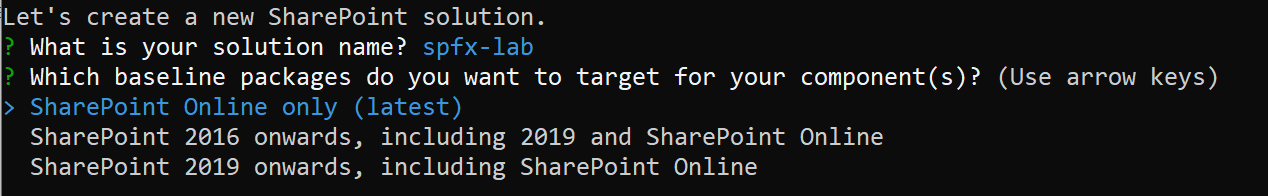 Let's create a new SharePoint solution.
? What is your solution name? spfx-lab
? Which baseline packages do you want to target for your component(s)? (Use arrow keys)
> SharePoint Online only (latest)
SharePoint 2016 onwards, including 2019 and SharePoint Online
SharePoint 2019 onwards, including SharePoint Online